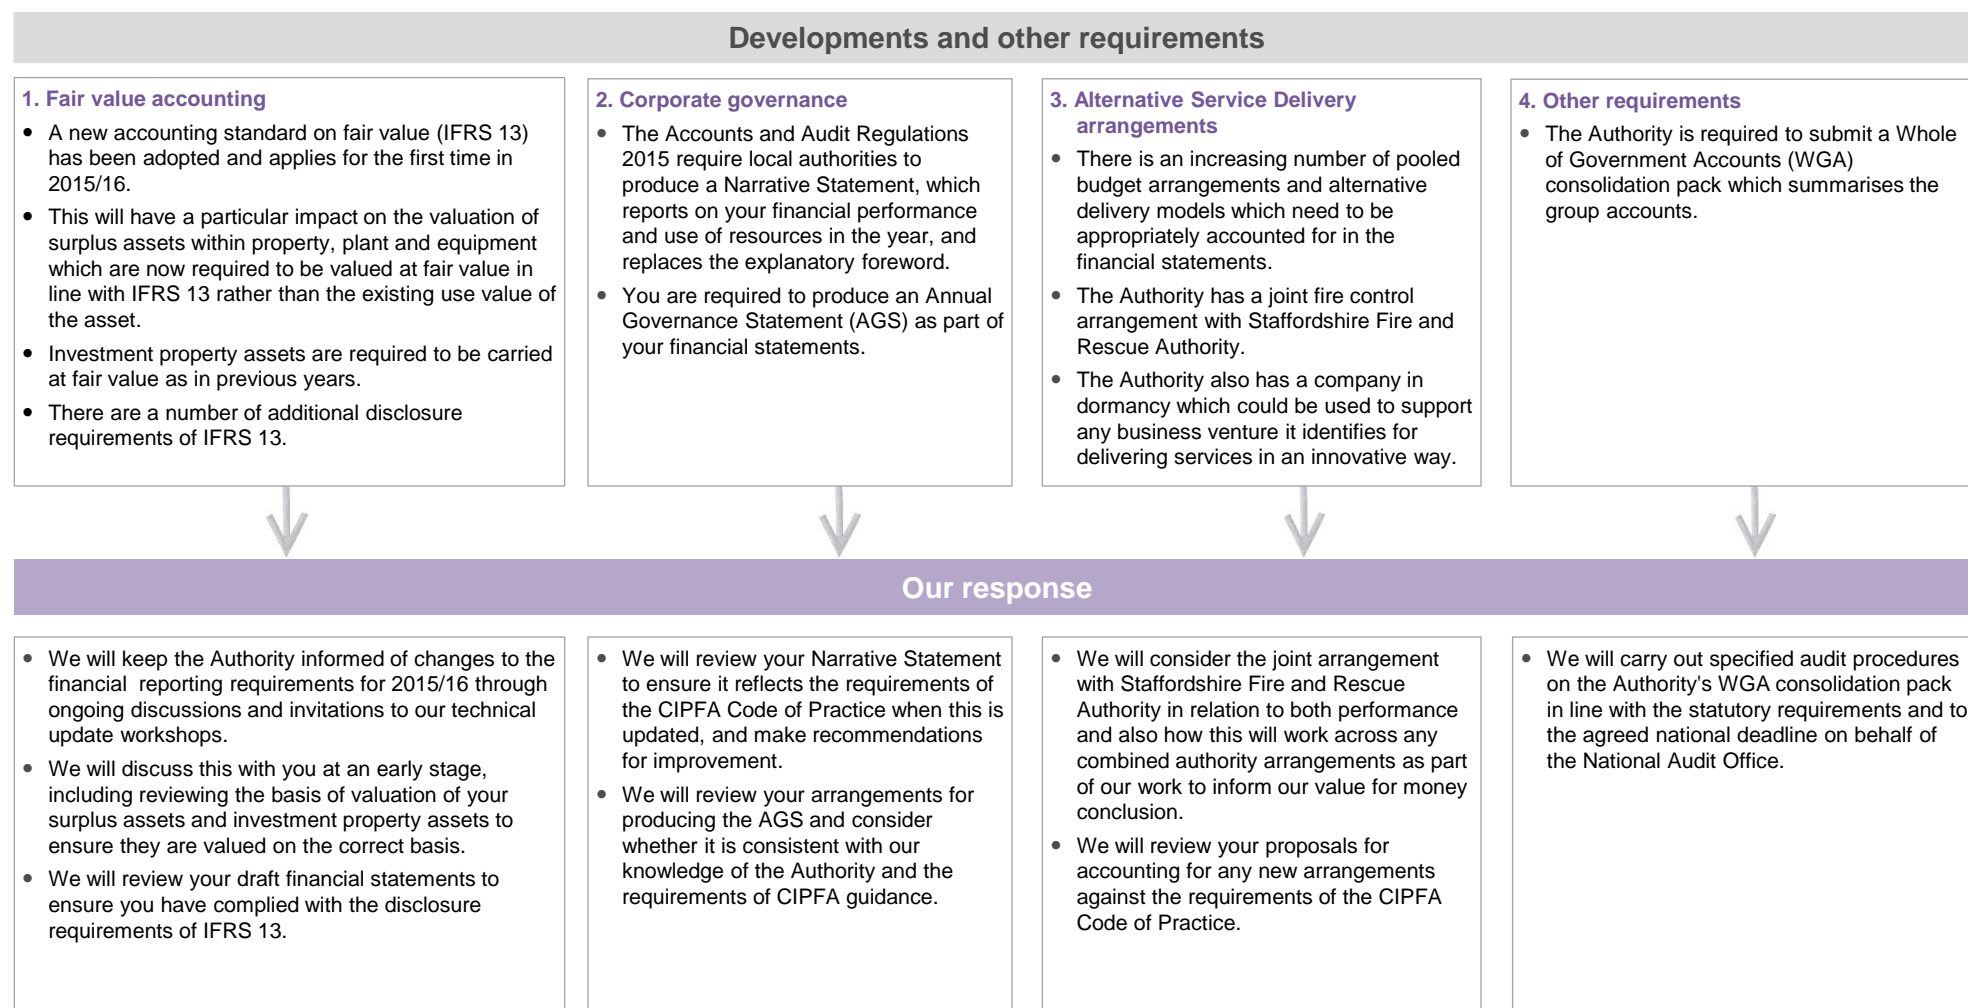 Developments and other requirements
1. Fair value accounting
• A new accounting standard on fair value (IFRS 13)
has been adopted and applies for the first time in
2015/16.
• This will have a particular impact on the valuation of
surplus assets within property, plant and equipment
which are now required to be valued at fair value in
line with IFRS 13 rather than the existing use value of
the asset.
• Investment property assets are required to be carried
at fair value as in previous years.
• There are a number of additional disclosure
requirements of IFRS 13.
2. Corporate governance
• The Accounts and Audit Regulations
2015 require local authorities to
produce a Narrative Statement, which
reports on your financial performance
and use of resources in the year, and
replaces the explanatory foreword.
• You are required to produce an Annual
Governance Statement (AGS) as part of
your financial statements.
3. Alternative Service Delivery
arrangements
• There is an increasing number of pooled
budget arrangements and alternative
delivery models which need to be
appropriately accounted for in the
financial statements.
• The Authority has a joint fire control
arrangement with Staffordshire Fire and
Rescue Authority.
• The Authority also has a company in
dormancy which could be used to support
any business venture it identifies for
delivering services in an innovative way.
4. Other requirements
• The Authority is required to submit a Whole
of Government Accounts (WGA)
consolidation pack which summarises the
group accounts.
Our response
• We will keep the Authority informed of changes to the
financial reporting requirements for 2015/16 through
ongoing discussions and invitations to our technical
update workshops.
• We will discuss this with you at an early stage,
including reviewing the basis of valuation of your
surplus assets and investment property assets to
ensure they are valued on the correct basis.
• We will review your draft financial statements to
ensure you have complied with the disclosure
requirements of IFRS 13.
• We will review your Narrative Statement
to ensure it reflects the requirements of
the CIPFA Code of Practice when this is
updated, and make recommendations
for improvement.
• We will review your arrangements for
producing the AGS and consider
whether it is consistent with our
knowledge of the Authority and the
requirements of CIPFA guidance.
• We will consider the joint arrangement
with Staffordshire Fire and Rescue
Authority in relation to both performance
and also how this will work across any
combined authority arrangements as part
of our work to inform our value for money
conclusion.
• We will review your proposals for
accounting for any new arrangements
against the requirements of the CIPFA
Code of Practice.
• We will carry out specified audit procedures
on the Authority's WGA consolidation pack
in line with the statutory requirements and to
the agreed national deadline on behalf of
the National Audit Office.